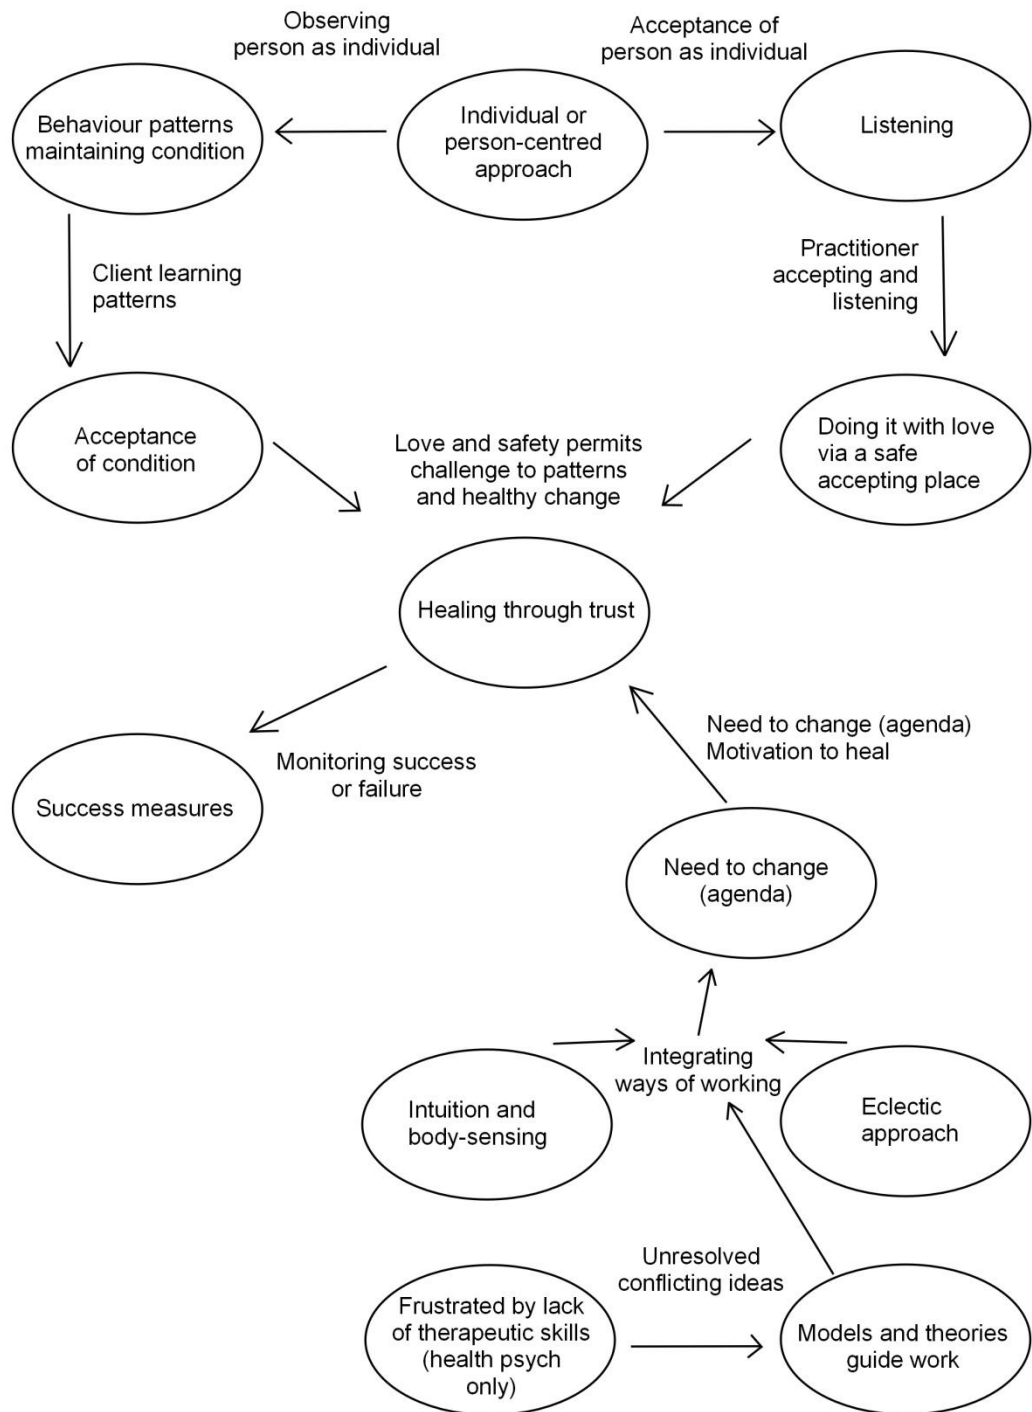 Observing
person as individual
Acceptance of
person as individual
Behaviour patterns
maintaining condition
Individual or
person-centred
approach
Listening
Client learning
patterns
Practitioner
accepting and
listening
Acceptance
of condition
Love and safety permits
challenge to patterns
and healthy change
Doing it with love
via a safe
accepting place
Healing through trust
Need to change (agenda)
Motivation to heal
Monitoring success
or failure
Success measures
Need to change
(agenda)
Integrating
ways of working
Intuition and
body-sensing
Eclectic
approach
Unresolved
conflicting ideas
Frustrated by lack
of therapeutic skills
(health psych
only)
Models and theories
guide work